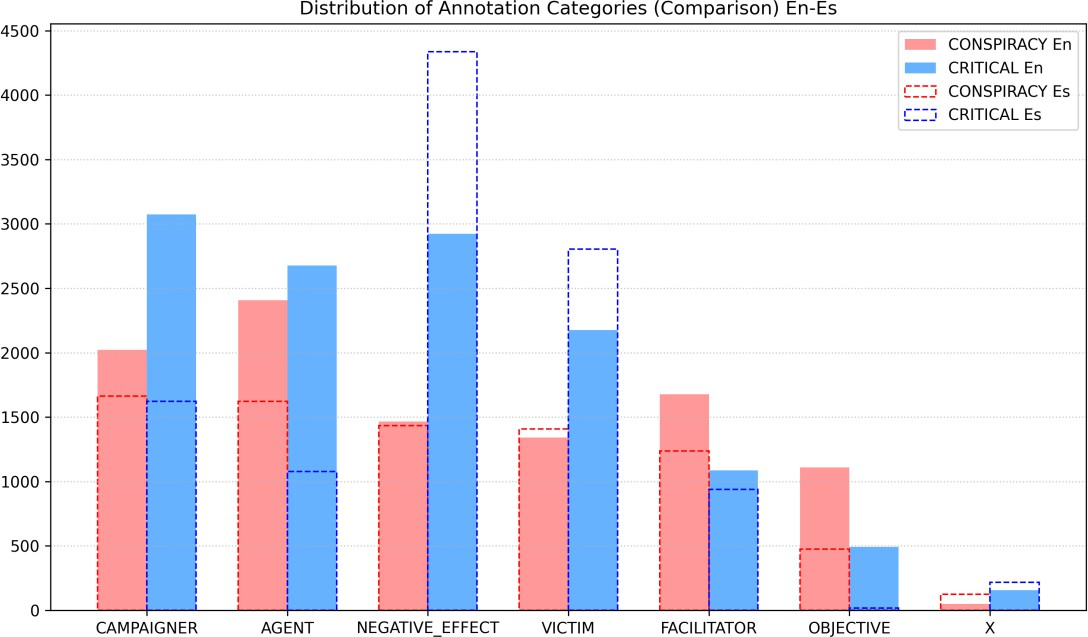 Distribution of Annotation Categories (Comparison) En-Es
4500
4000
3500
3000
2500
2000
1500
1000
500
0
CONSPIRACY En
CRITICAL En
CONSPIRACY Es
CRITICAL Es
CAMPAIGNER AGENT NEGATIVE_EFFECT VICTIM FACILITATOR OBJECTIVE X